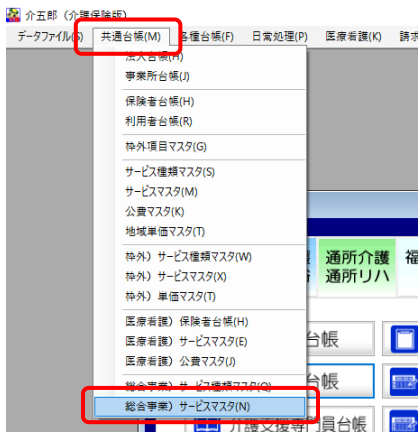 介五郎（介護保険版）
データファイル(S) 共通台帳(M) 各種台帳(F) 日常処理(P) 医療看護(K) 請求
法人台帳(H)
事業所台帳(J)
保険者台帳(H)
利用者台帳(R)
枠外項目マスタ(G)
サービス種類マスタ(S)
サービスマスタ(M)
公費マスタ(K)
地域単価マスタ(T)
枠外）サービス種類マスタ(W)
枠外）サービスマスタ(X)
枠外）単価マスタ(T)
医療看護）保険者台帳(H)
医療看護）サービスマスタ(E)
医療看護）公費マスタ(J)
総合事業）サービス種類マスタ(Q)
総合事業）サービスマスタ(N)
通所介護 福
通所リハ
台帳
台帳
介護支援専門員台帳